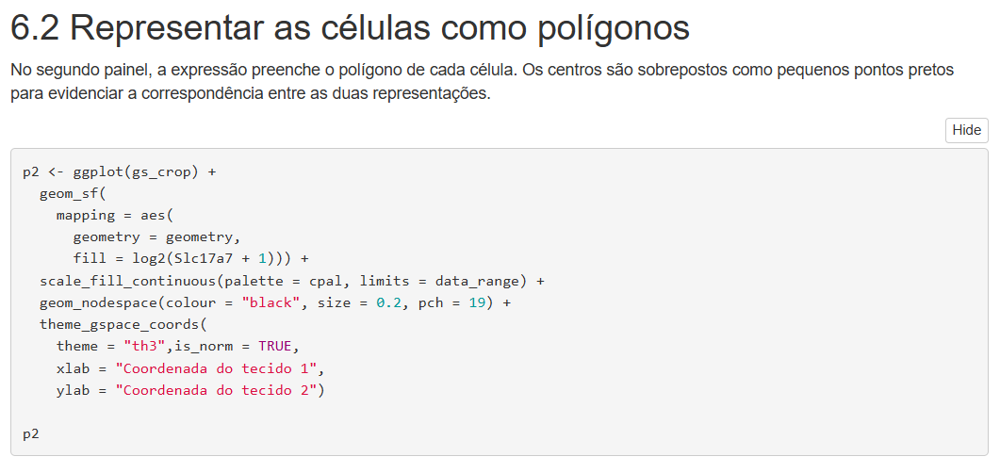 6.2 Representar as células como polígonos
No segundo painel, a expressão preenche o polígono de cada célula. Os centros são sobrepostos como pequenos pontos pretos
para evidenciar a correspondência entre as duas representações.
Hide
p2 <- ggplot(gs_crop) +
  geom_sf(
    mapping = aes(
      geometry = geometry,
      fill = log2(Slc17a7 + 1))) +
  scale_fill_continuous(palette = cpal, limits = data_range) +
  geom_nodespace(colour = "black", size = 0.2, pch = 19) +
  theme_gspace_coords(
    theme = "th3",is_norm = TRUE,
    xlab = "Coordenada do tecido 1",
    ylab = "Coordenada do tecido 2")
p2